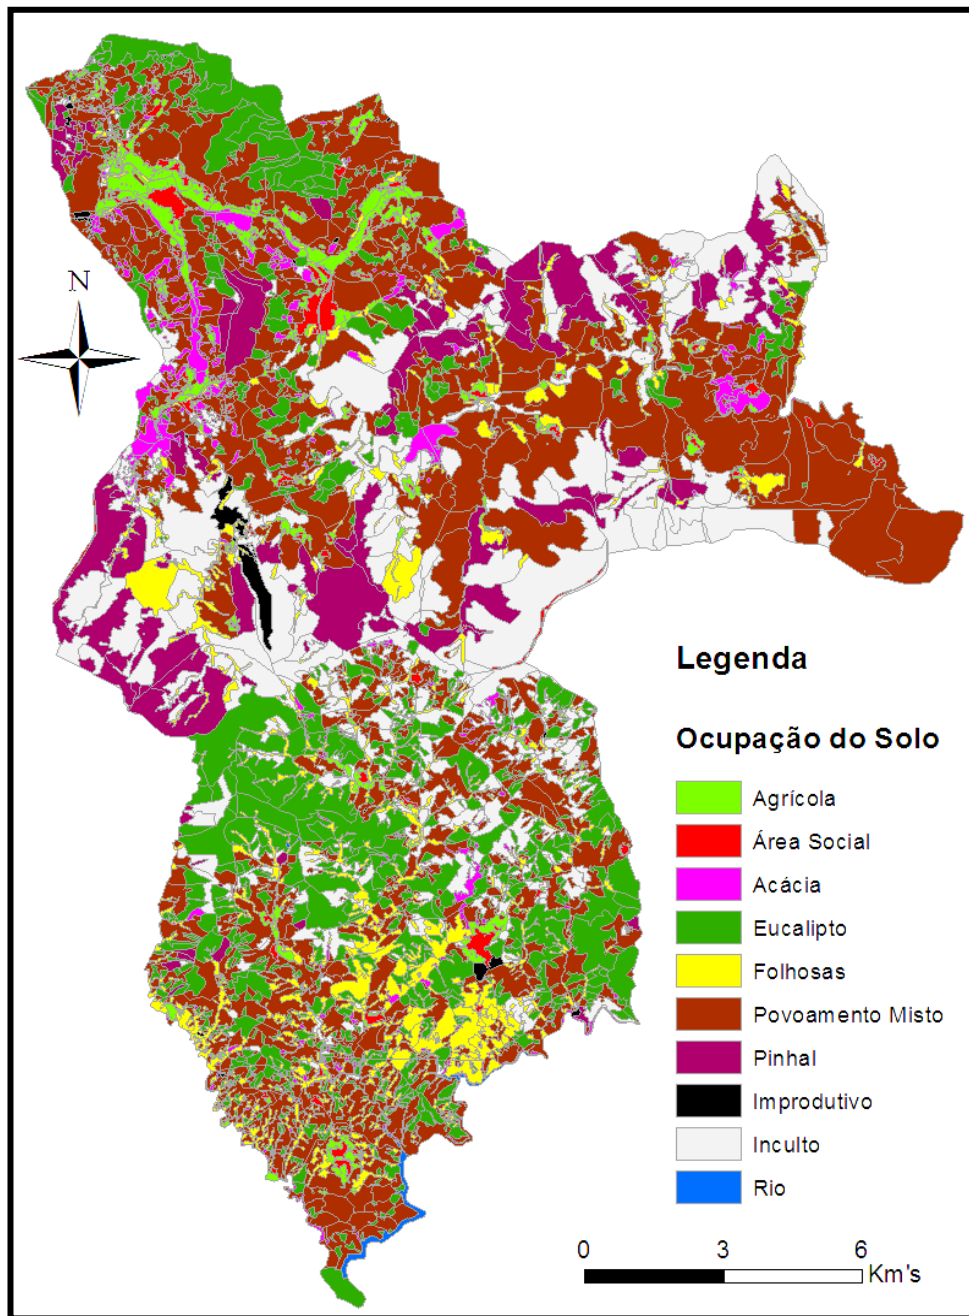 N
Legenda
Ocupação do Solo
Agrícola
Área Social
Acácia
Eucalipto
Folhosas
Povoamento Misto
Pinhal
Improdutivo
Inculto
Rio
0 3 6
Km's